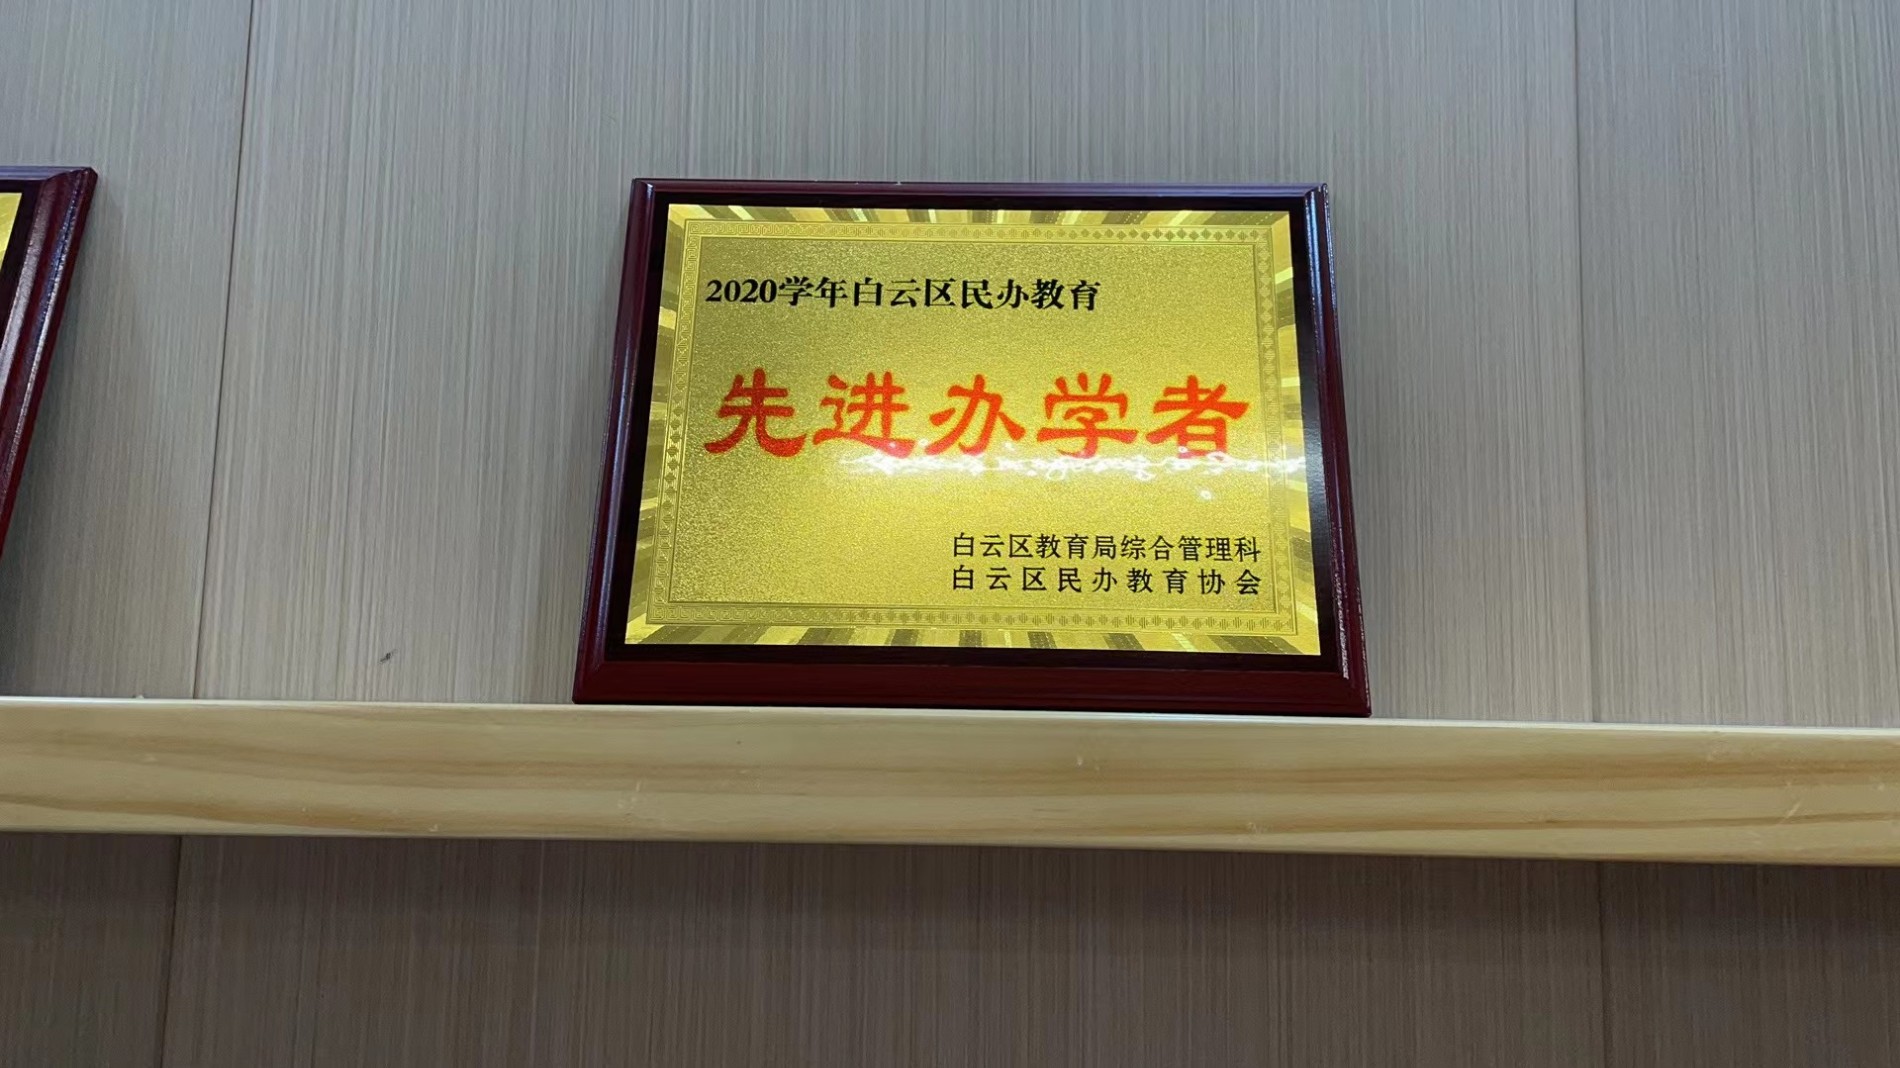 2020学年白云区民办教育
先进办学者
白云区教育局综合管理科
白云区民办教育协会